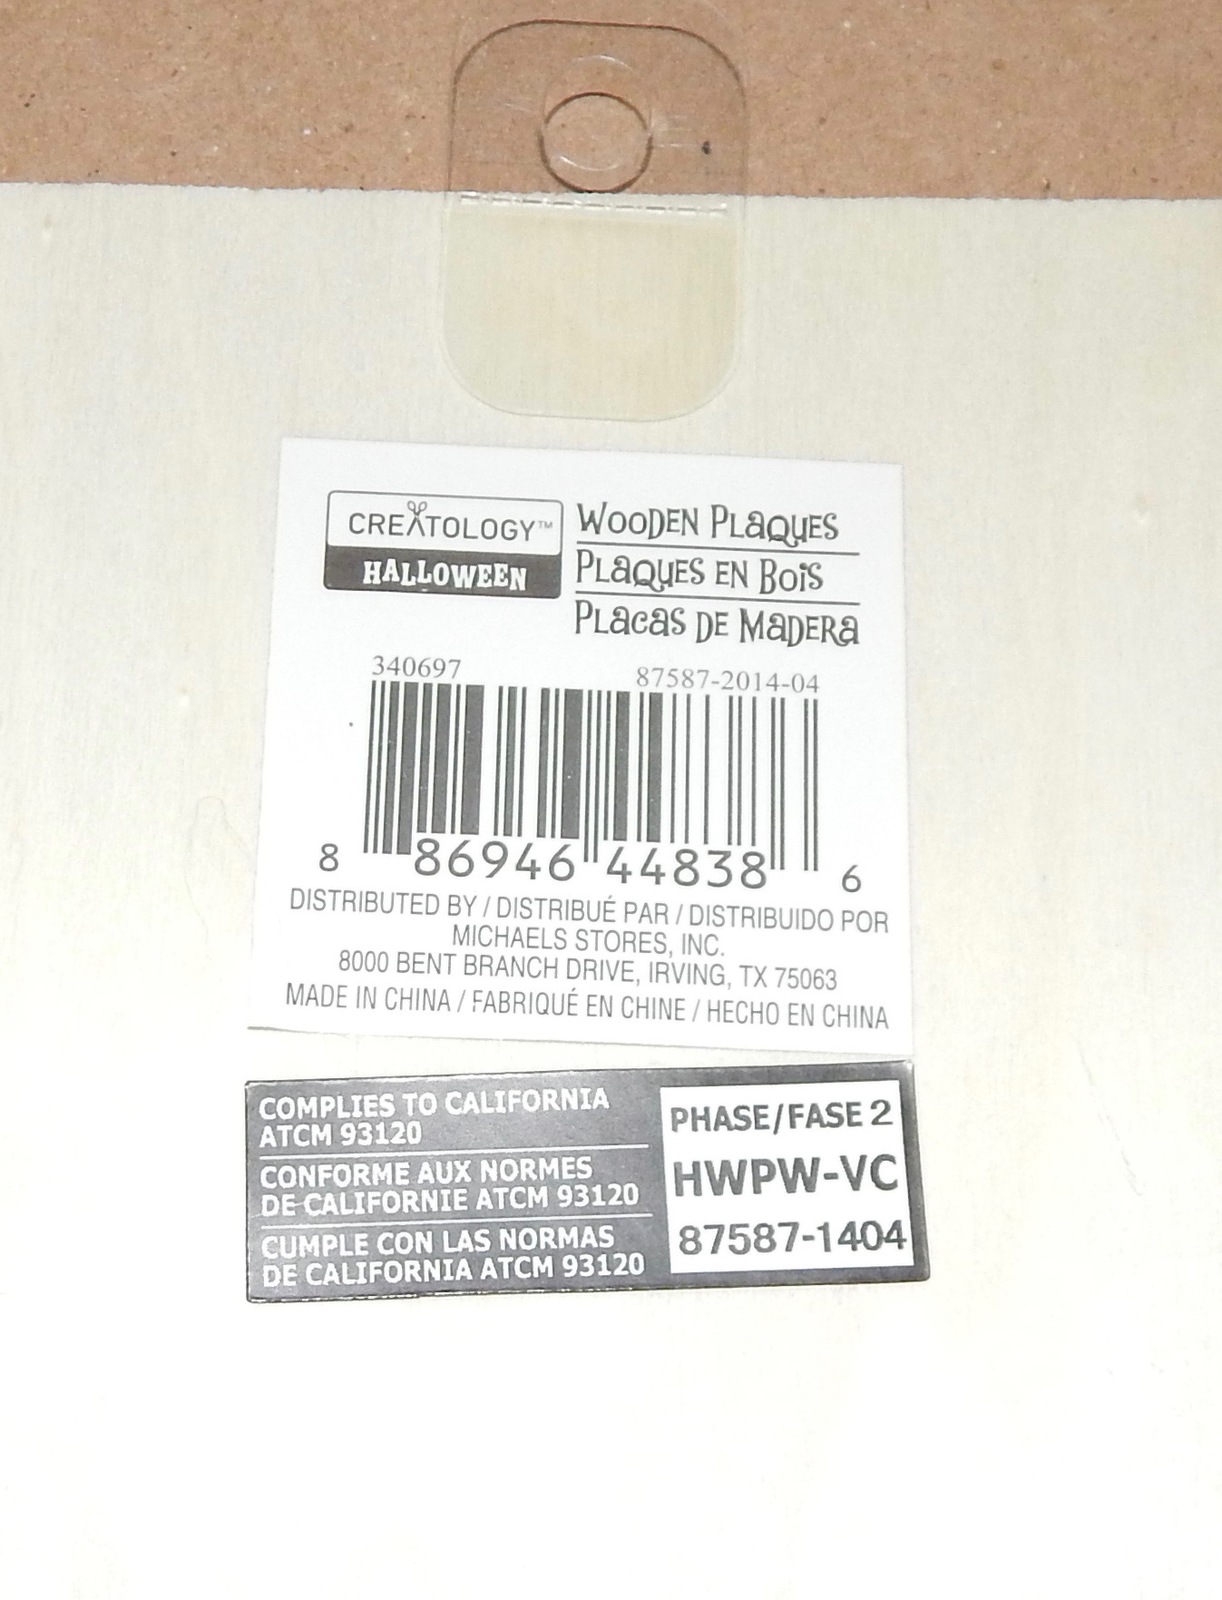 CREATOLOGY™
HALLOWEEN
WOODEN PLAQUES
PLAQUES EN BOIS
PLACAS DE MADERA
340697 87587-2014-04
8 86946 44838 6
DISTRIBUTED BY / DISTRIBUÉ PAR / DISTRIBUIDO POR
MICHAELS STORES, INC.
8000 BENT BRANCH DRIVE, IRVING, TX 75063
MADE IN CHINA / FABRIQUÉ EN CHINE / HECHO EN CHINA
COMPLIES TO CALIFORNIA
ATCM 93120
CONFORME AUX NORMES
DE CALIFORNIE ATCM 93120
CUMPLE CON LAS NORMAS
DE CALIFORNIA ATCM 93120
PHASE/FASE 2
HWPW-VC
87587-1404